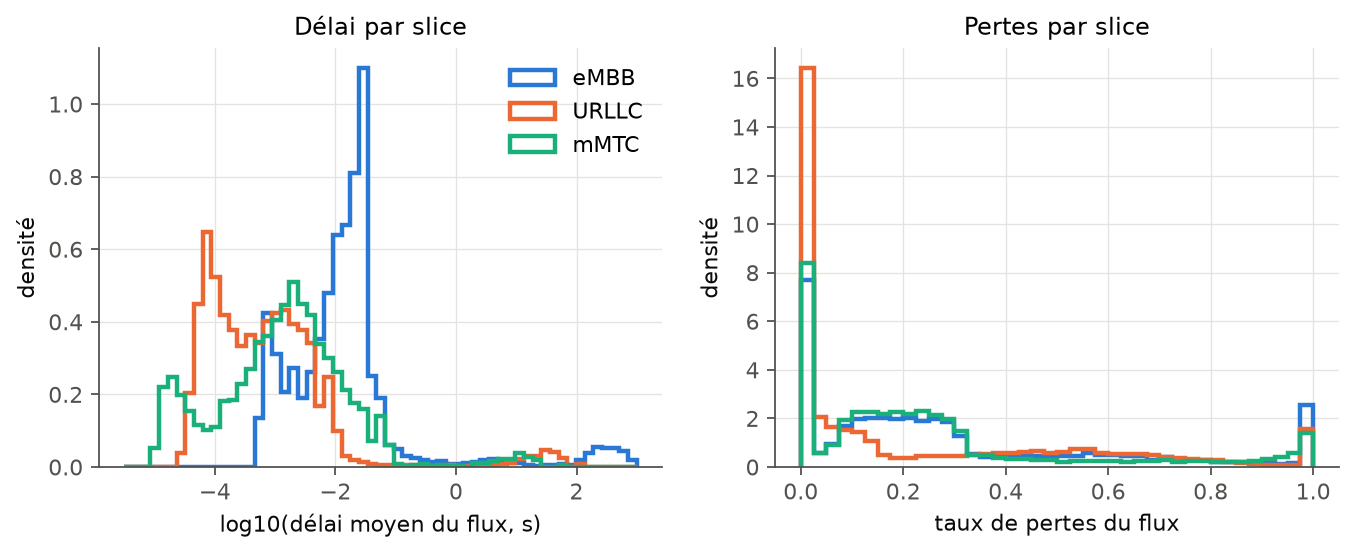 Délai par slice
eMBB
URLLC
mMTC
densité
1.0
0.8
0.6
0.4
0.2
0.0
−4
−2
0
2
log10(délai moyen du flux, s)
Pertes par slice
densité
16
14
12
10
8
6
4
2
0
0.0
0.2
0.4
0.6
0.8
1.0
taux de pertes du flux